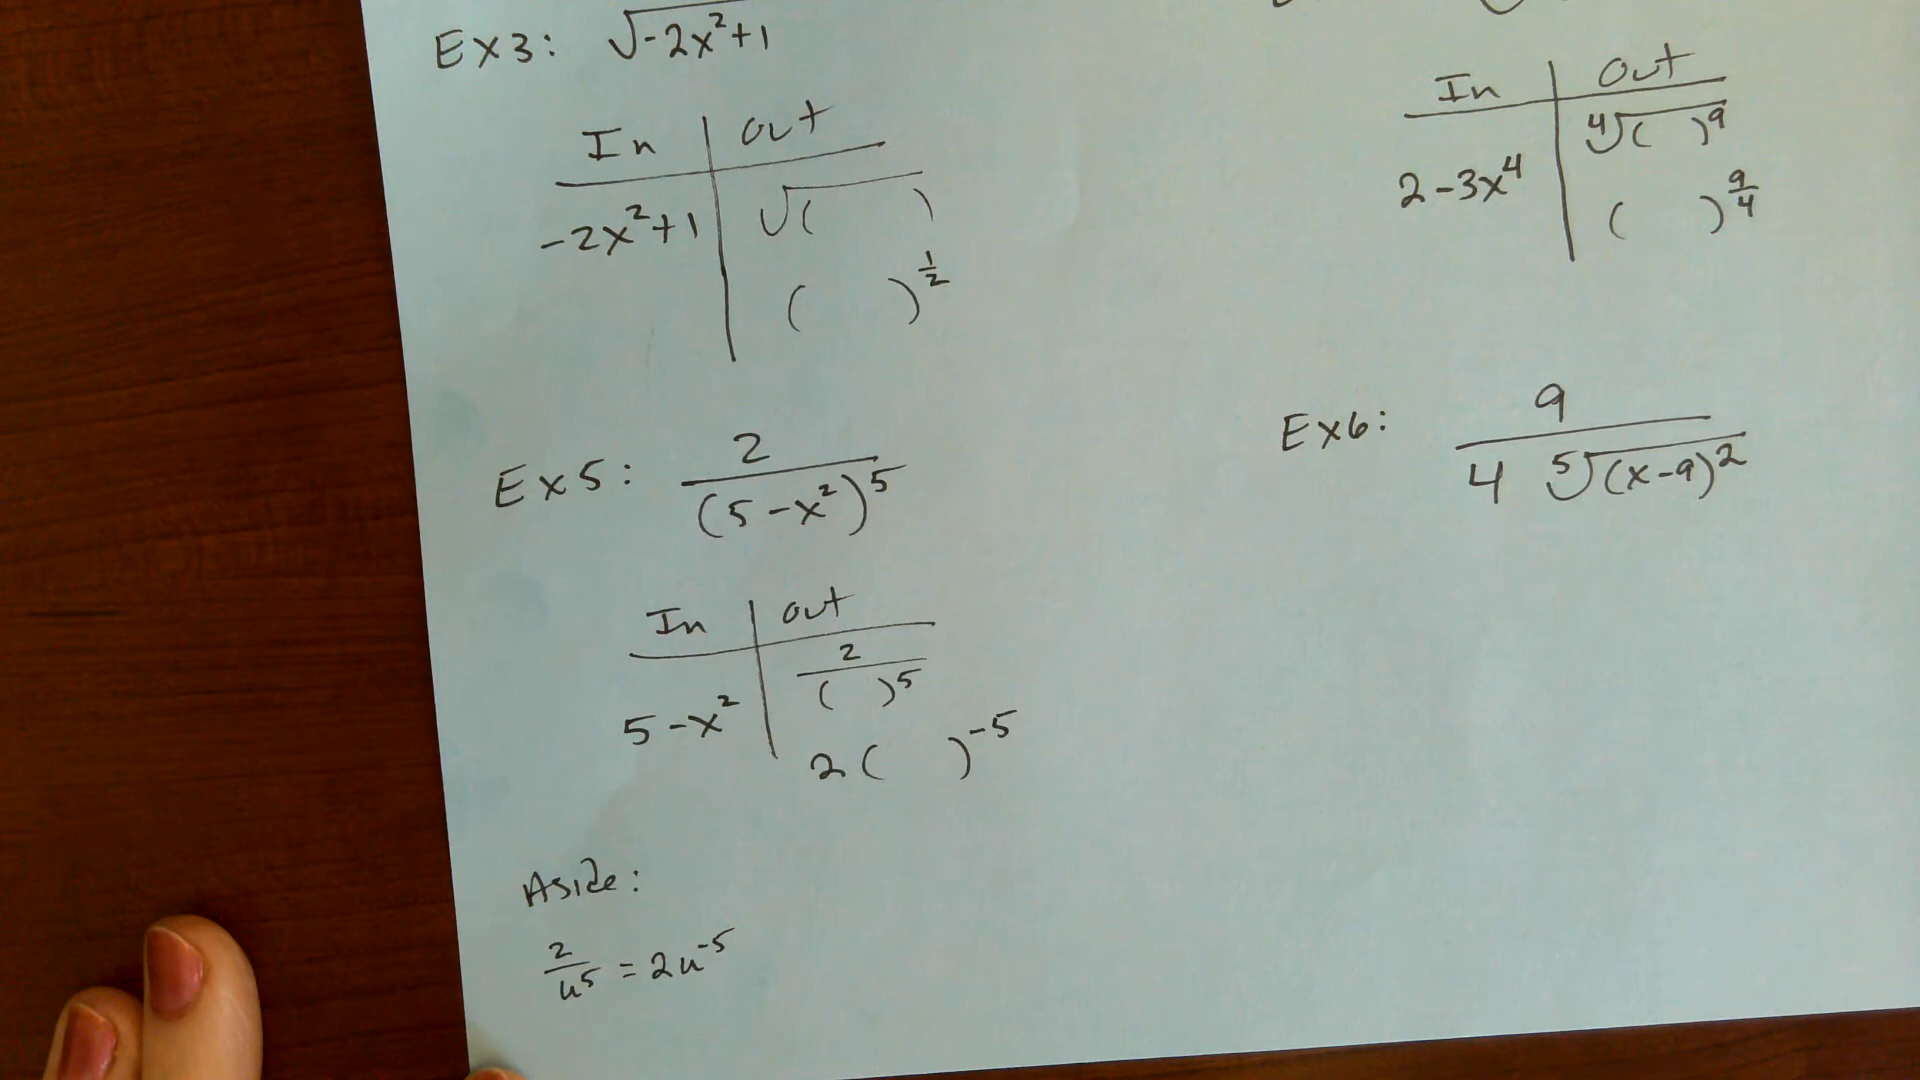 Ex3: √-2x²+1
In | Out
-2x²+1 | √( )
( )^1/2
In | Out
2-3x⁴ | ⁴√( )⁹
( )^9/4
Ex5: 2/(5-x²)⁵
In | Out
5-x² | 2/( )⁵
2( )⁻⁵
Aside:
2/u⁵ = 2u⁻⁵
Ex6: 9/(4 ⁵√(x-9)²)